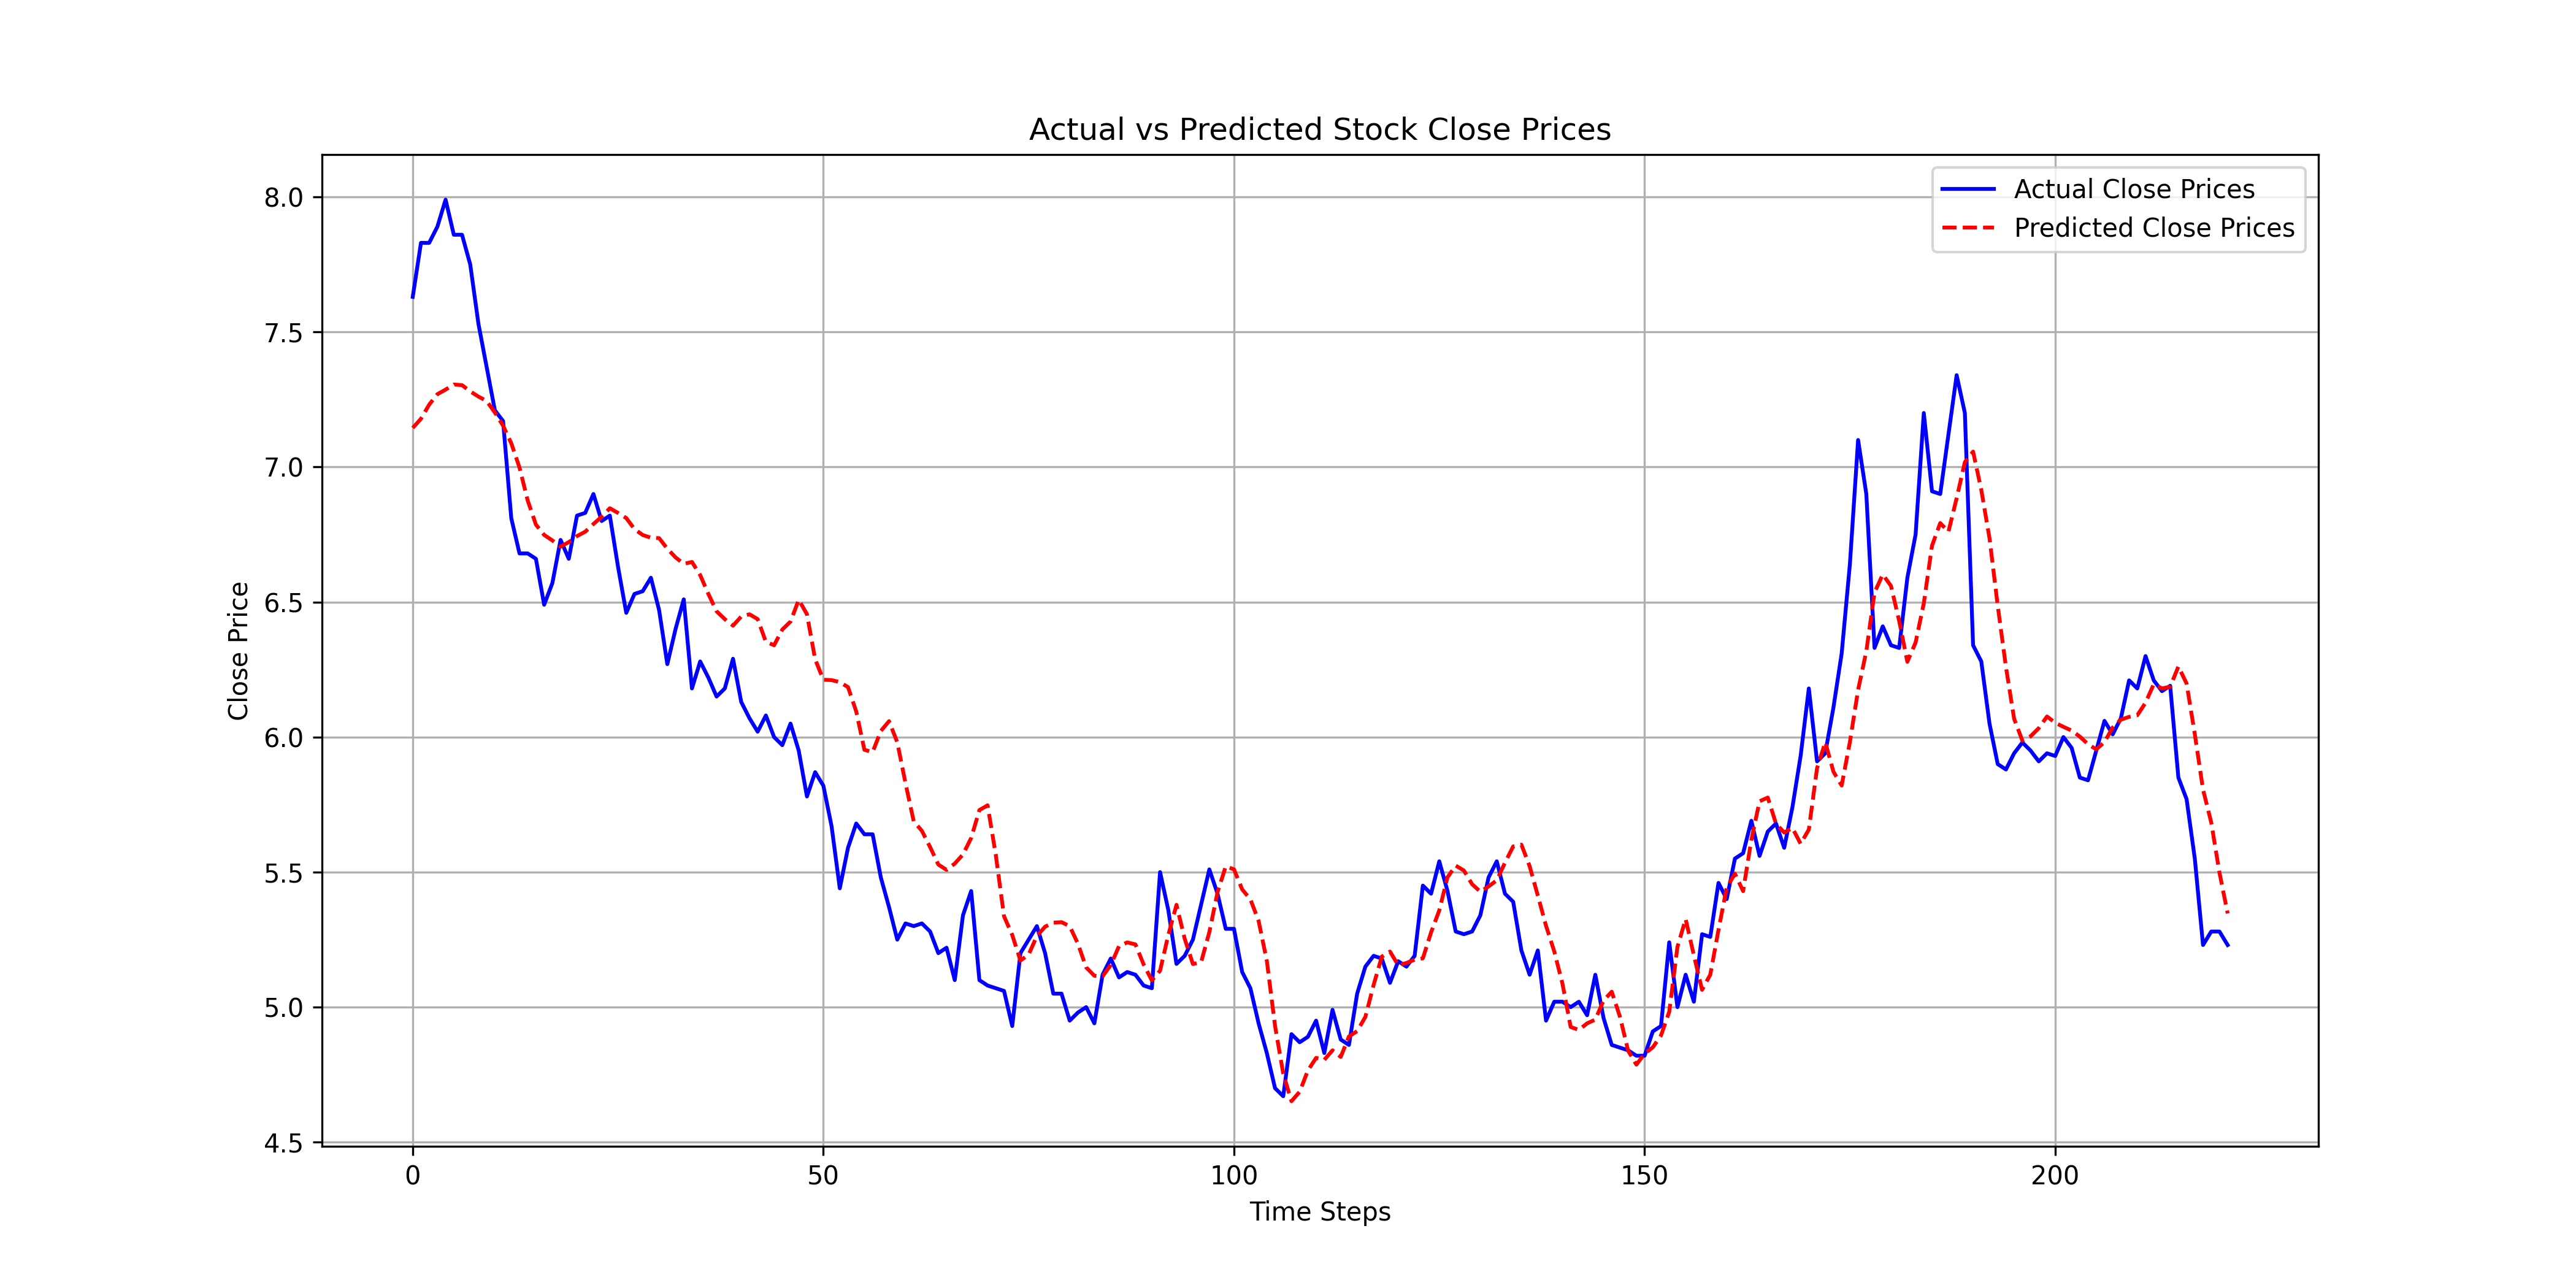 Actual vs Predicted Stock Close Prices
Actual Close Prices
Predicted Close Prices
Close Price
8.0
7.5
7.0
6.5
6.0
5.5
5.0
4.5
0 50 100 150 200
Time Steps